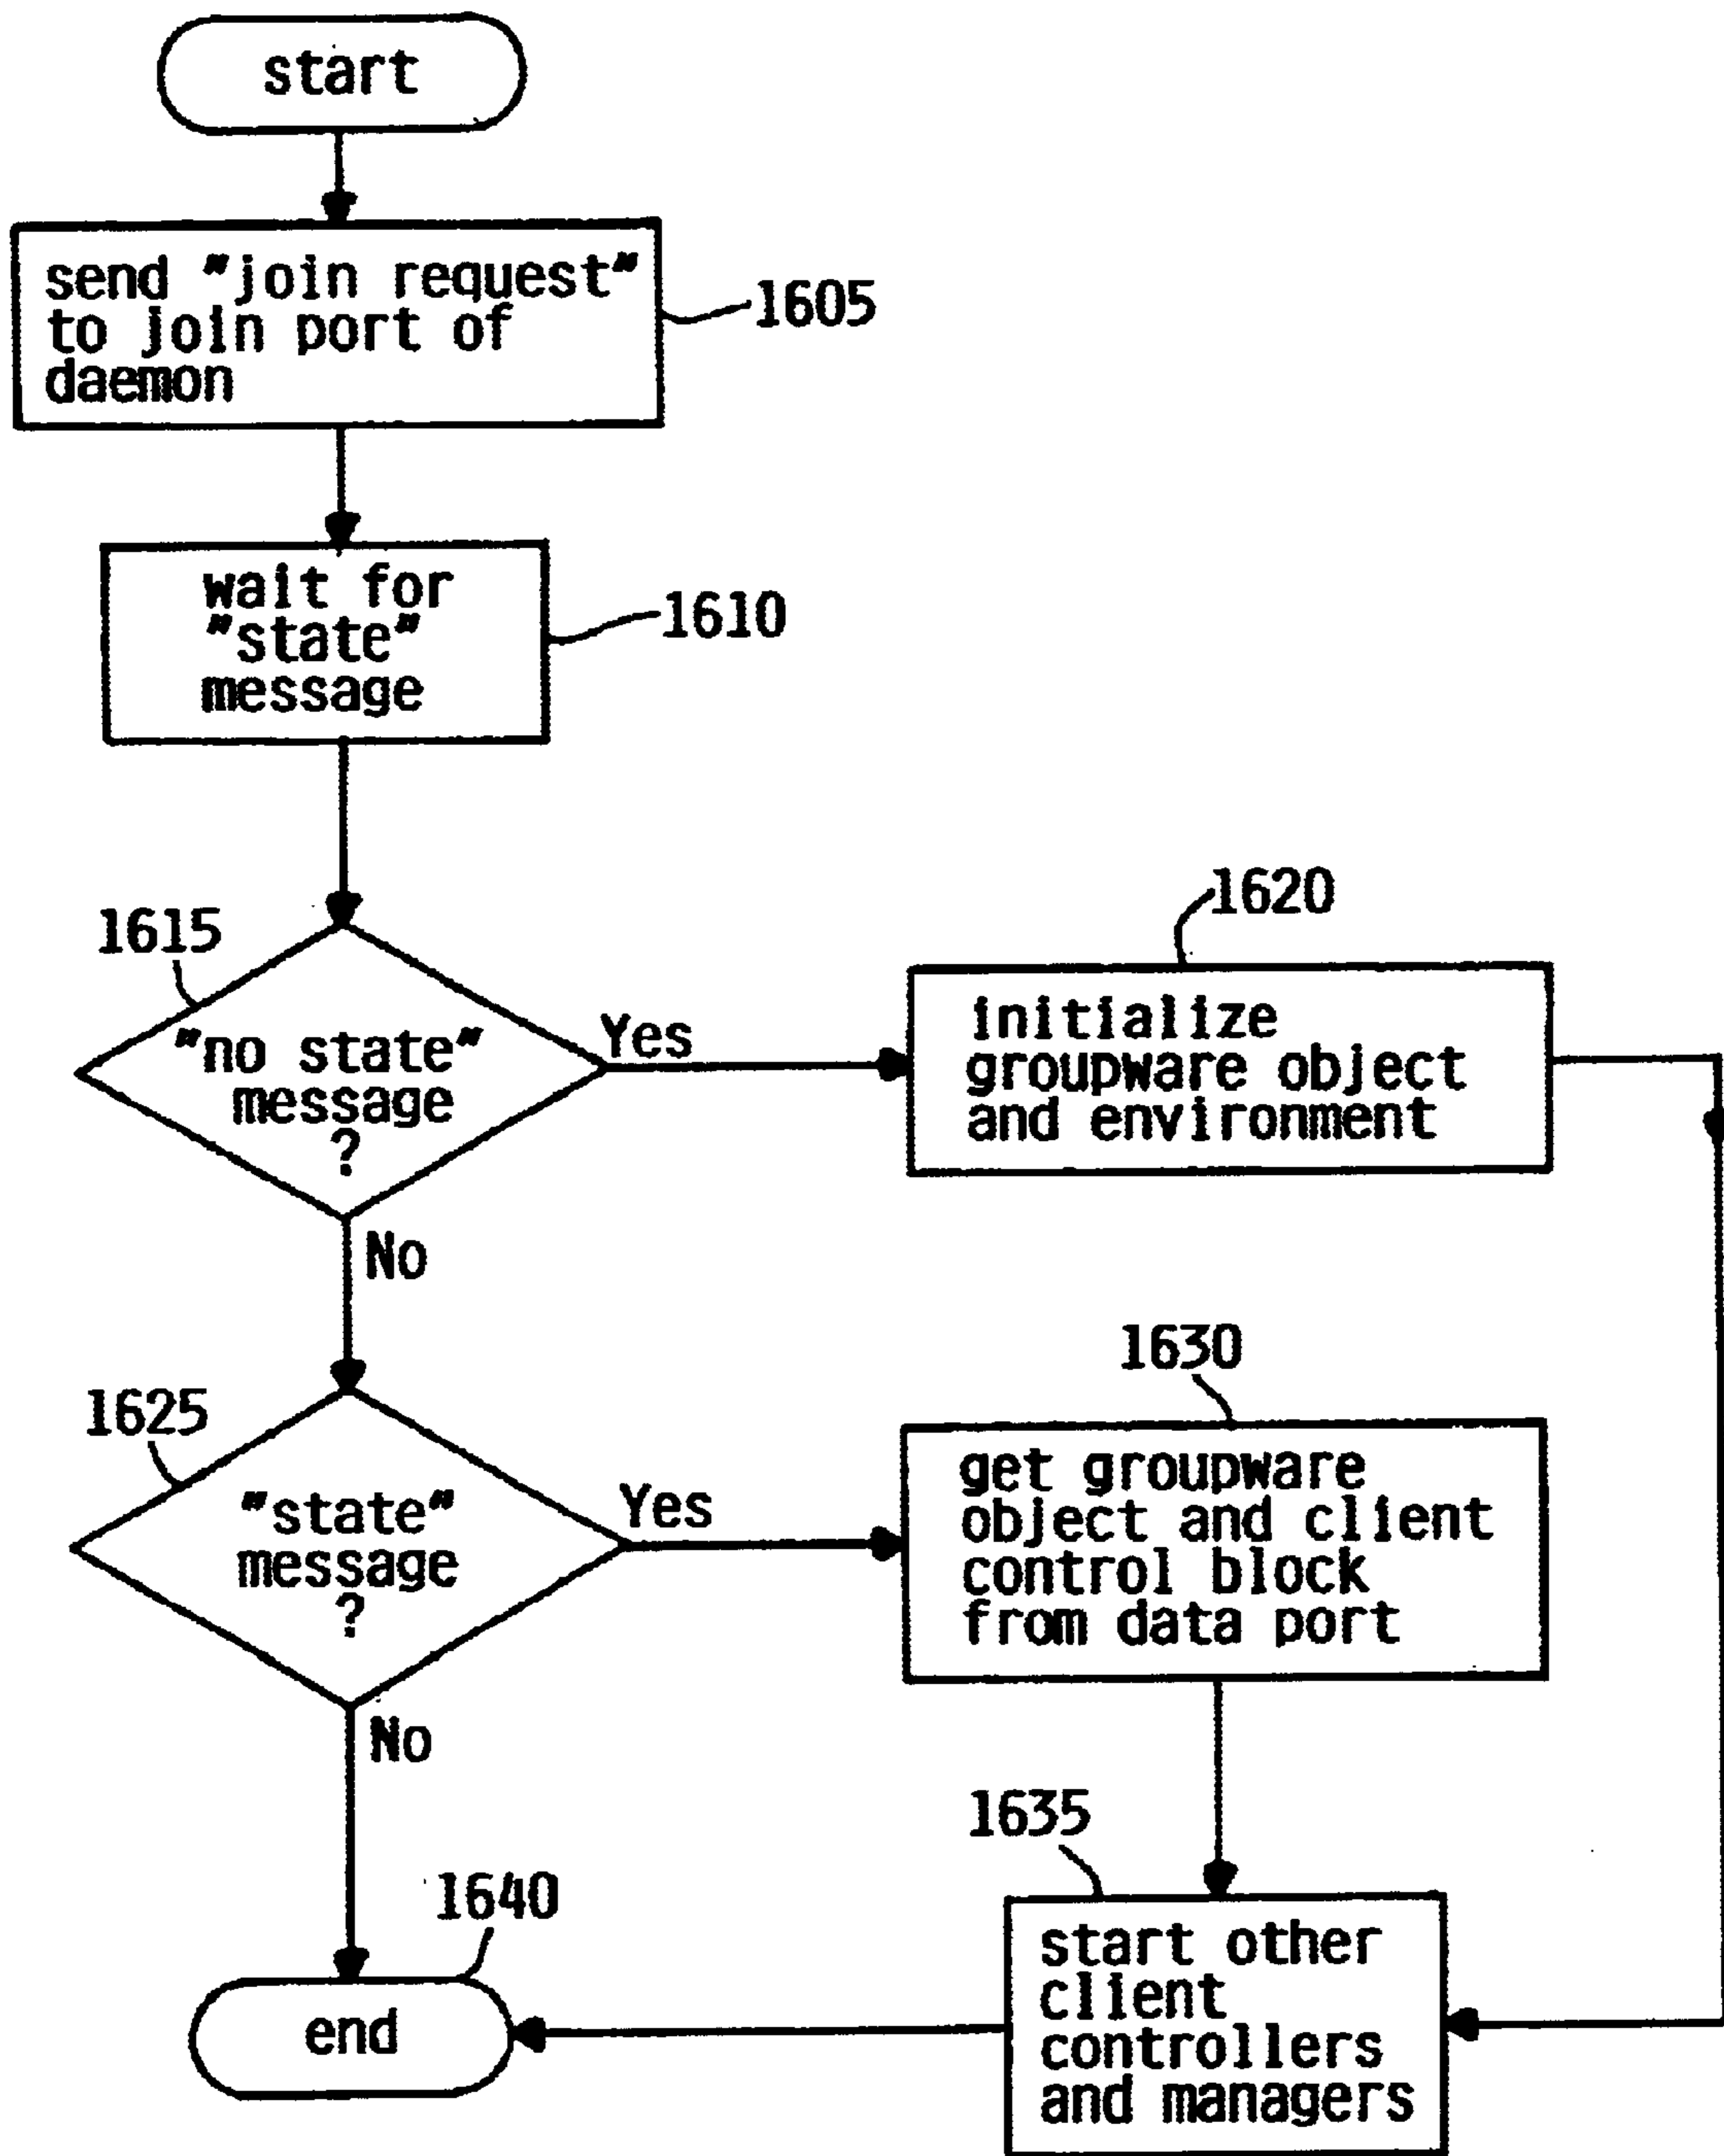 start
send "join request"
to join port of
daemon
1605
wait for
"state"
message
1610
1615
"no state"
message
?
Yes
No
1620
initialize
groupware object
and environment
1625
"state"
message
?
Yes
No
1630
get groupware
object and client
control block
from data port
1635
start other
client
controllers
and managers
1640
end